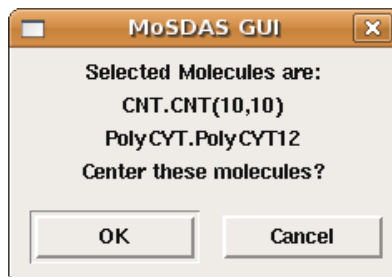 MoSDAS GUI
Selected Molecules are:
CNT.CNT(10,10)
PolyCYT.PolyCYT12
Center these molecules?
OK Cancel